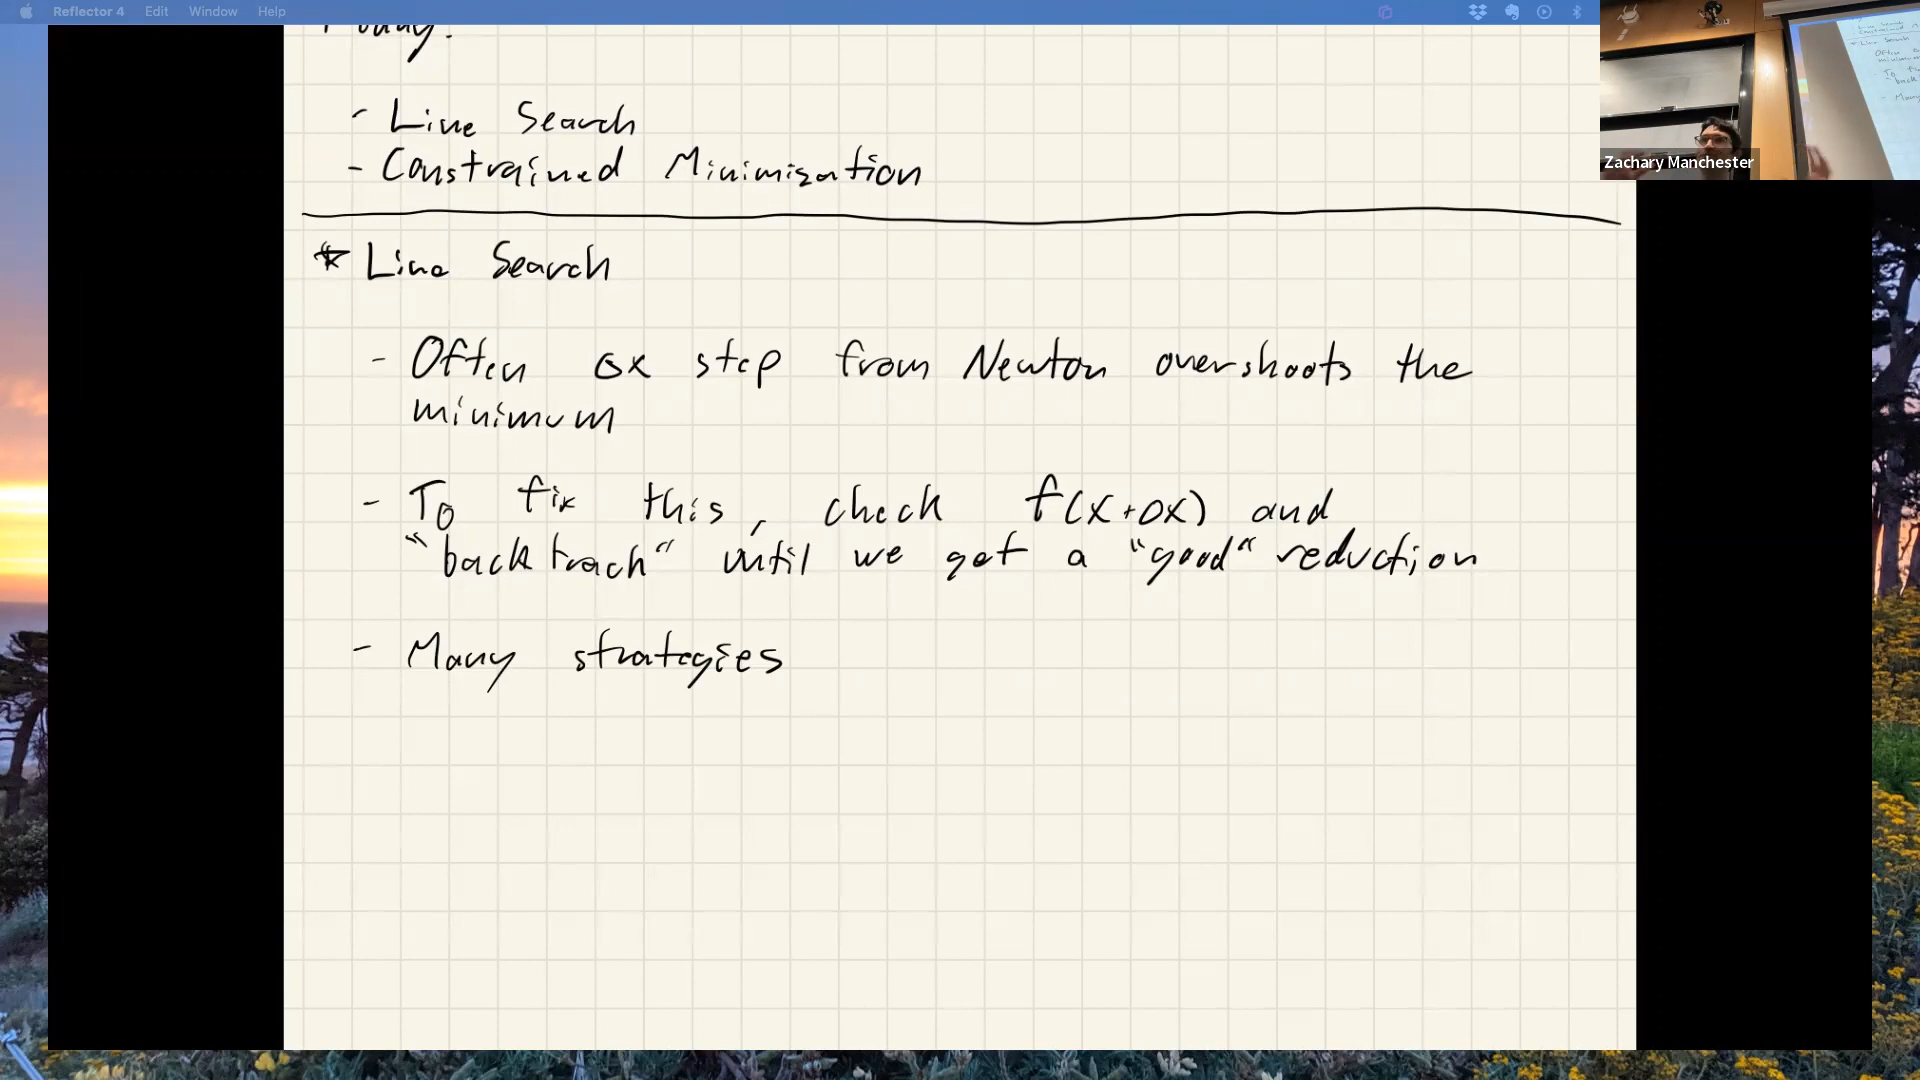 Reflector 4 Edit Window Help
Today:
- Line Search
- Constrained Minimization
* Line Search
- Often Δx step from Newton overshoots the
minimum
- To fix this, check f(x+Δx) and
"backtrack" until we get a "good" reduction
- Many strategies
Zachary Manchester